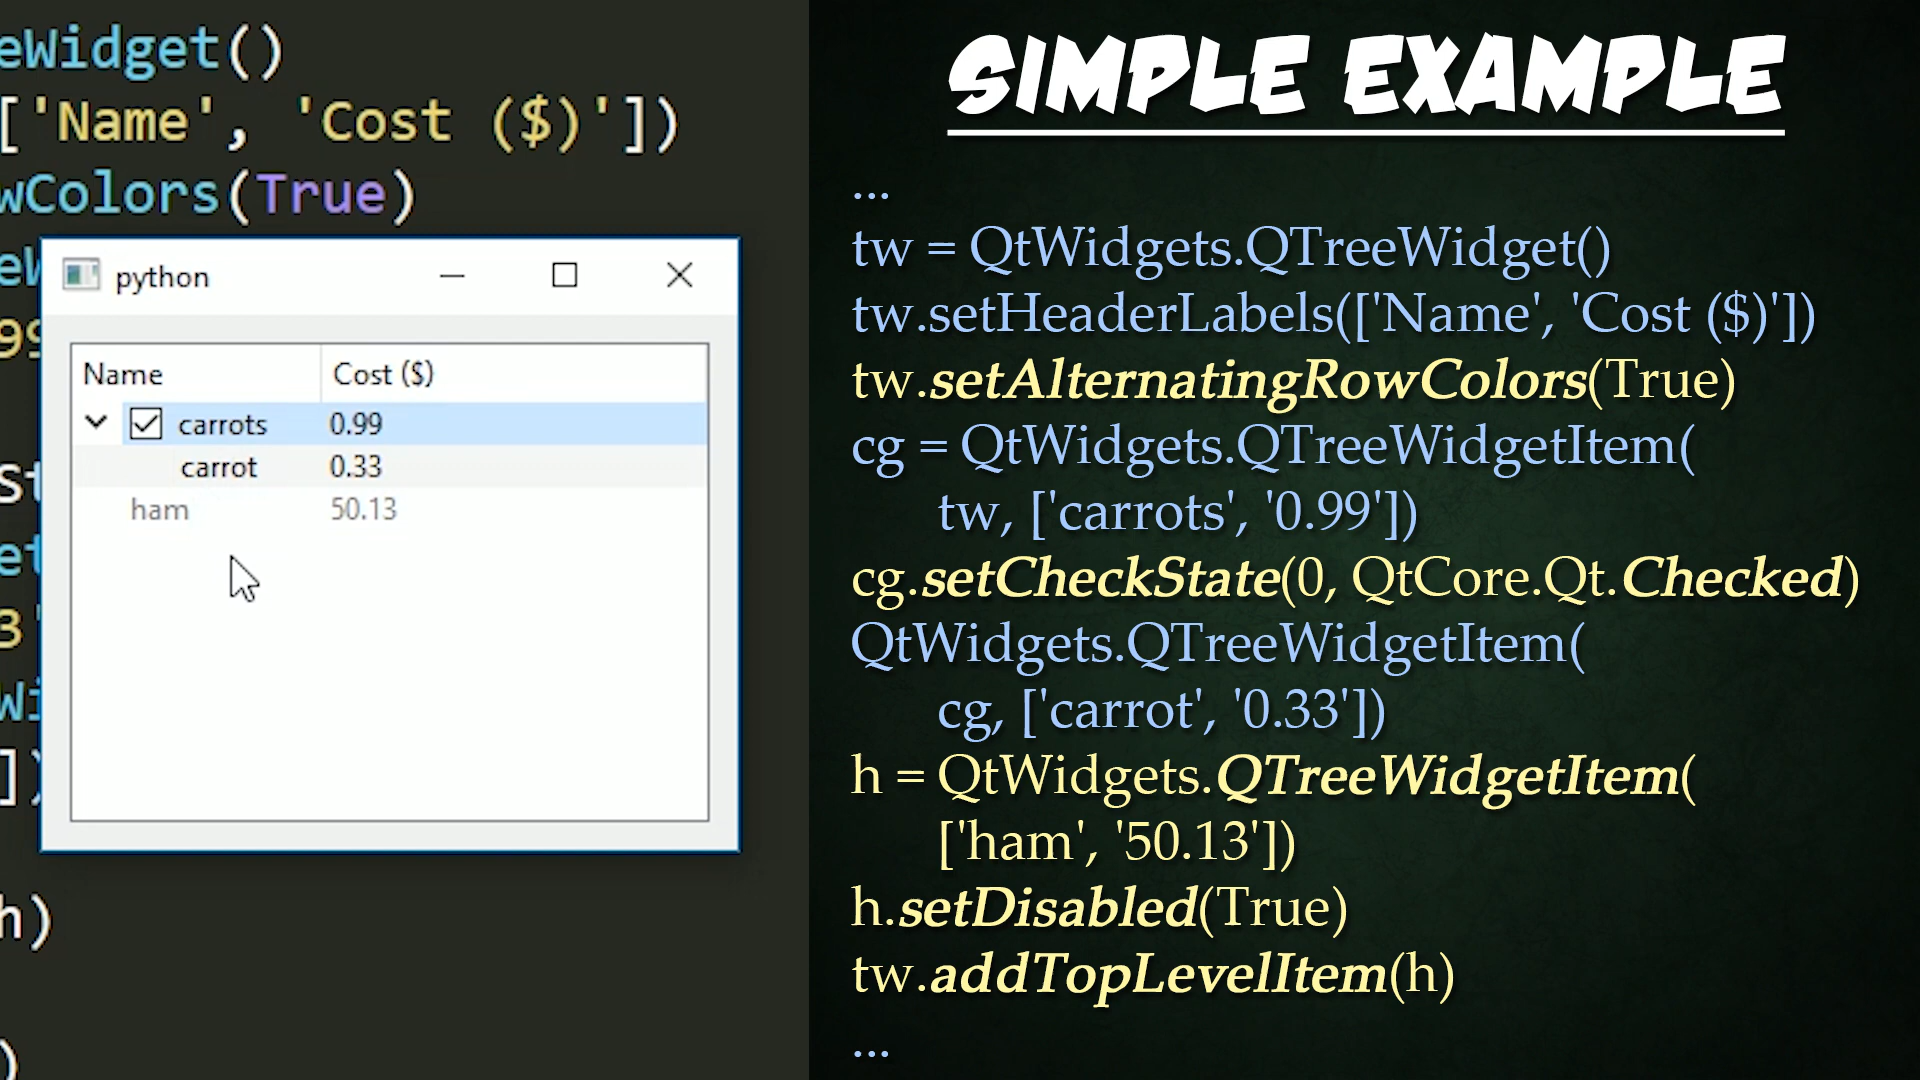 eWidget()
['Name', 'Cost ($)'])
wColors(True)
python
Name Cost ($)
carrots 0.99
carrot 0.33
ham 50.13
h)
)
SIMPLE EXAMPLE
...
tw = QtWidgets.QTreeWidget()
tw.setHeaderLabels(['Name', 'Cost ($)'])
tw.setAlternatingRowColors(True)
cg = QtWidgets.QTreeWidgetItem(
tw, ['carrots', '0.99'])
cg.setCheckState(0, QtCore.Qt.Checked)
QtWidgets.QTreeWidgetItem(
cg, ['carrot', '0.33'])
h = QtWidgets.QTreeWidgetItem(
['ham', '50.13'])
h.setDisabled(True)
tw.addTopLevelItem(h)
...